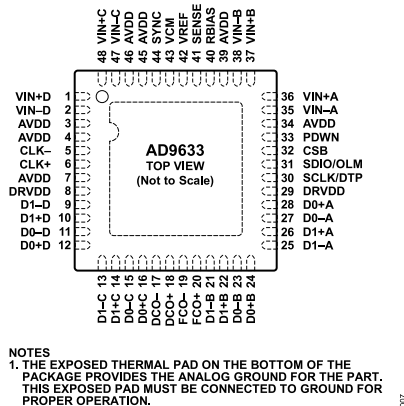 48 VIN+C
47 VIN–C
46 AVDD
45 AVDD
44 SYNC
43 VCM
42 VREF
41 SENSE
40 RBIAS
39 AVDD
38 VIN–B
37 VIN+B
VIN+D 1
VIN–D 2
AVDD 3
AVDD 4
CLK– 5
CLK+ 6
AVDD 7
DRVDD 8
D1–D 9
D1+D 10
D0–D 11
D0+D 12
AD9633
TOP VIEW
(Not to Scale)
36 VIN+A
35 VIN–A
34 AVDD
33 PDWN
32 CSB
31 SDIO/OLM
30 SCLK/DTP
29 DRVDD
28 D0+A
27 D0–A
26 D1+A
25 D1–A
D1–C 13
D1+C 14
D0–C 15
D0+C 16
DCO– 17
DCO+ 18
FCO– 19
FCO+ 20
D1–B 21
D1+B 22
D0–B 23
D0+B 24
NOTES
1. THE EXPOSED THERMAL PAD ON THE BOTTOM OF THE
PACKAGE PROVIDES THE ANALOG GROUND FOR THE PART.
THIS EXPOSED PAD MUST BE CONNECTED TO GROUND FOR
PROPER OPERATION.